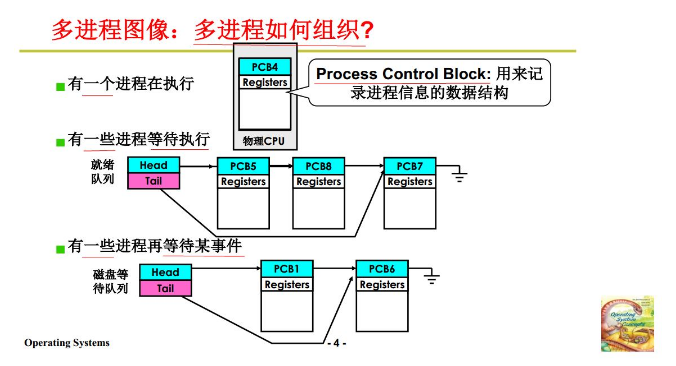 多进程图像：多进程如何组织?
PCB4
Registers
物理CPU
Process Control Block: 用来记
录进程信息的数据结构
有一个进程在执行
有一些进程等待执行
就绪
队列
Head
Tail
PCB5
Registers
PCB8
Registers
PCB7
Registers
有一些进程再等待某事件
磁盘等
待队列
Head
Tail
PCB1
Registers
PCB6
Registers
Operating Systems
- 4 -
Operating
System
Concepts